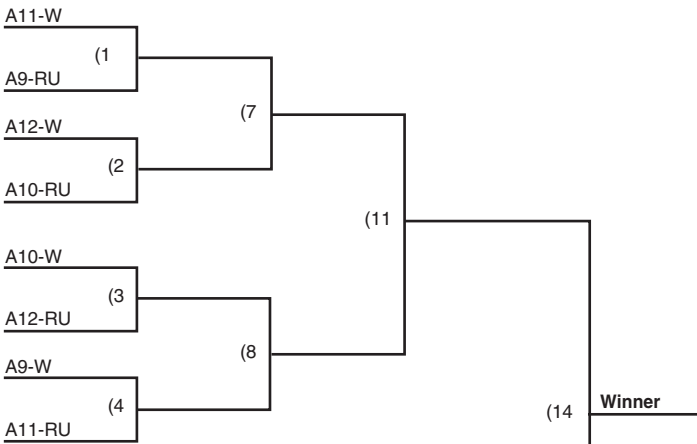 A11-W
(1
A9-RU
(7
A12-W
(2
A10-RU
(11
A10-W
(3
A12-RU
(8
A9-W
(4
A11-RU
(14
Winner